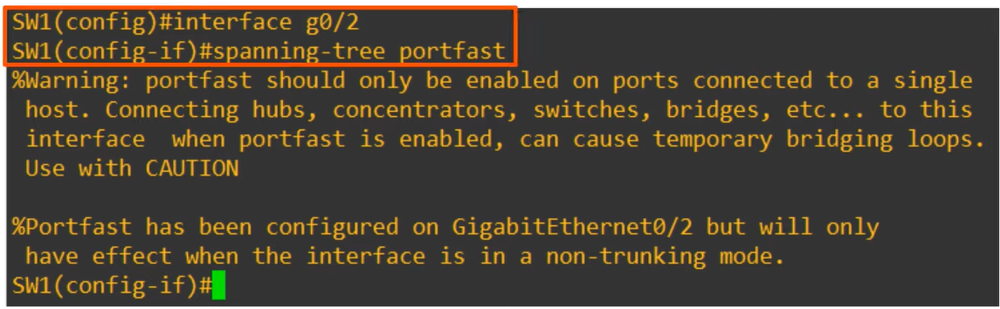 SW1(config)#interface g0/2
SW1(config-if)#spanning-tree portfast
%Warning: portfast should only be enabled on ports connected to a single
host. Connecting hubs, concentrators, switches, bridges, etc... to this
interface  when portfast is enabled, can cause temporary bridging loops.
Use with CAUTION
%Portfast has been configured on GigabitEthernet0/2 but will only
have effect when the interface is in a non-trunking mode.
SW1(config-if)#